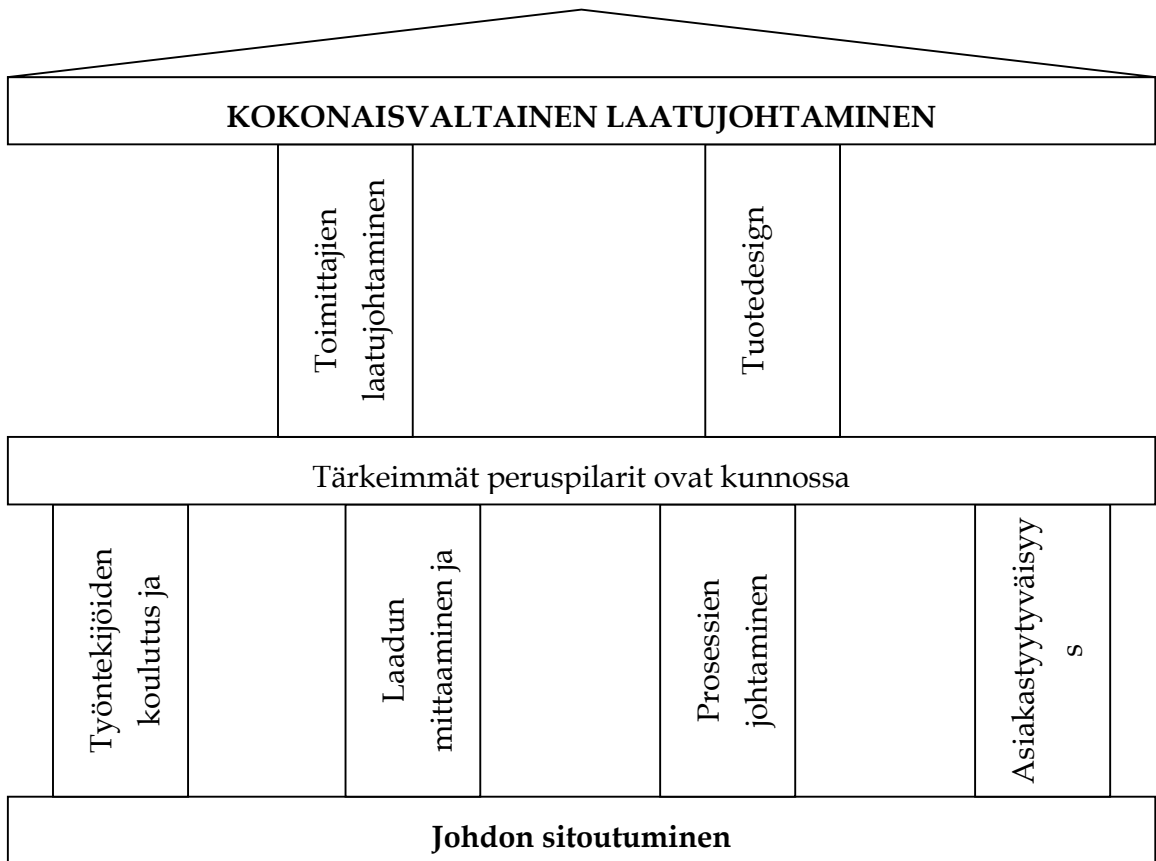 KOKONAISVALTAINEN LAATUJOHTAMINEN
Toimittajien
laatujohtaminen
Tuotedesign
Tärkeimmät peruspilarit ovat kunnossa
Työntekijöiden
koulutus ja
Laadun
mittaaminen ja
Prosessien
johtaminen
Asiakastyytyväisyy
s
Johdon sitoutuminen